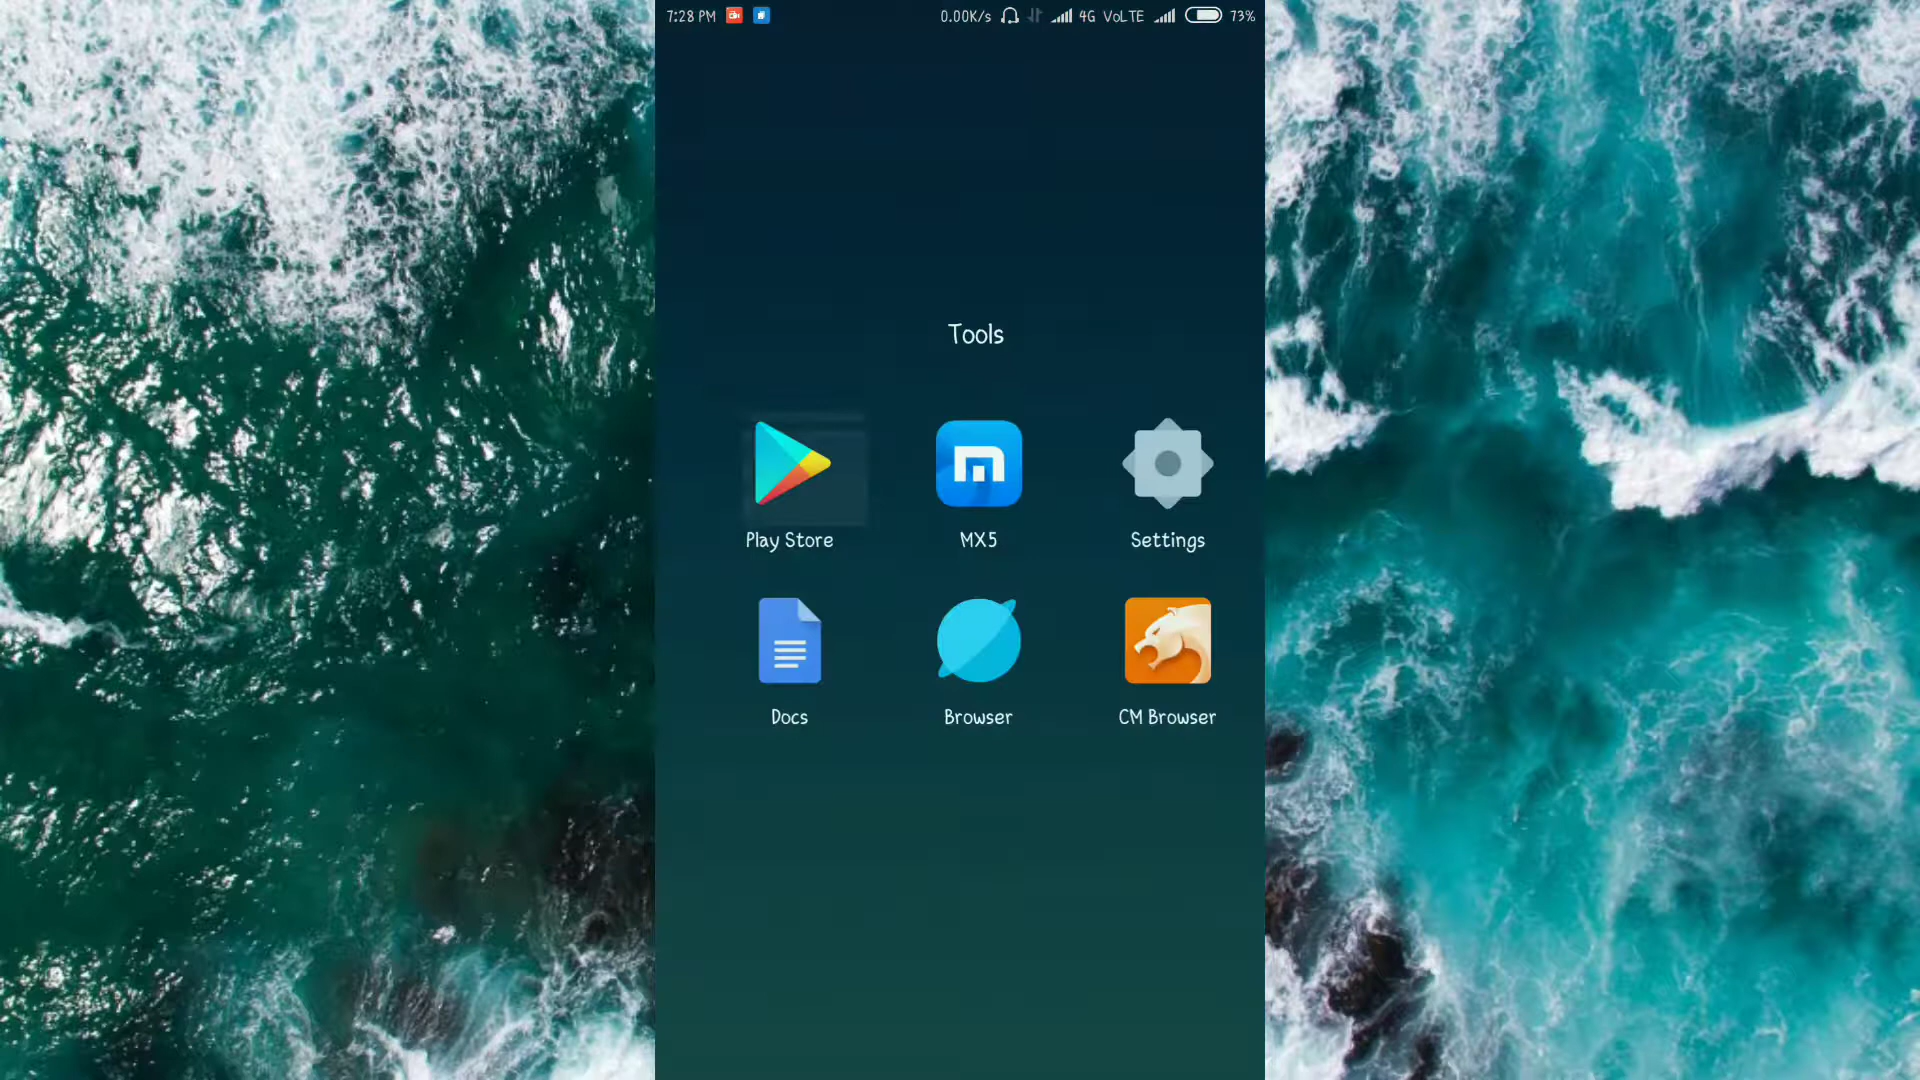 7:28 PM 0.00K/s 4G VoLTE 73%
Tools
Play Store MX5 Settings
Docs Browser CM Browser